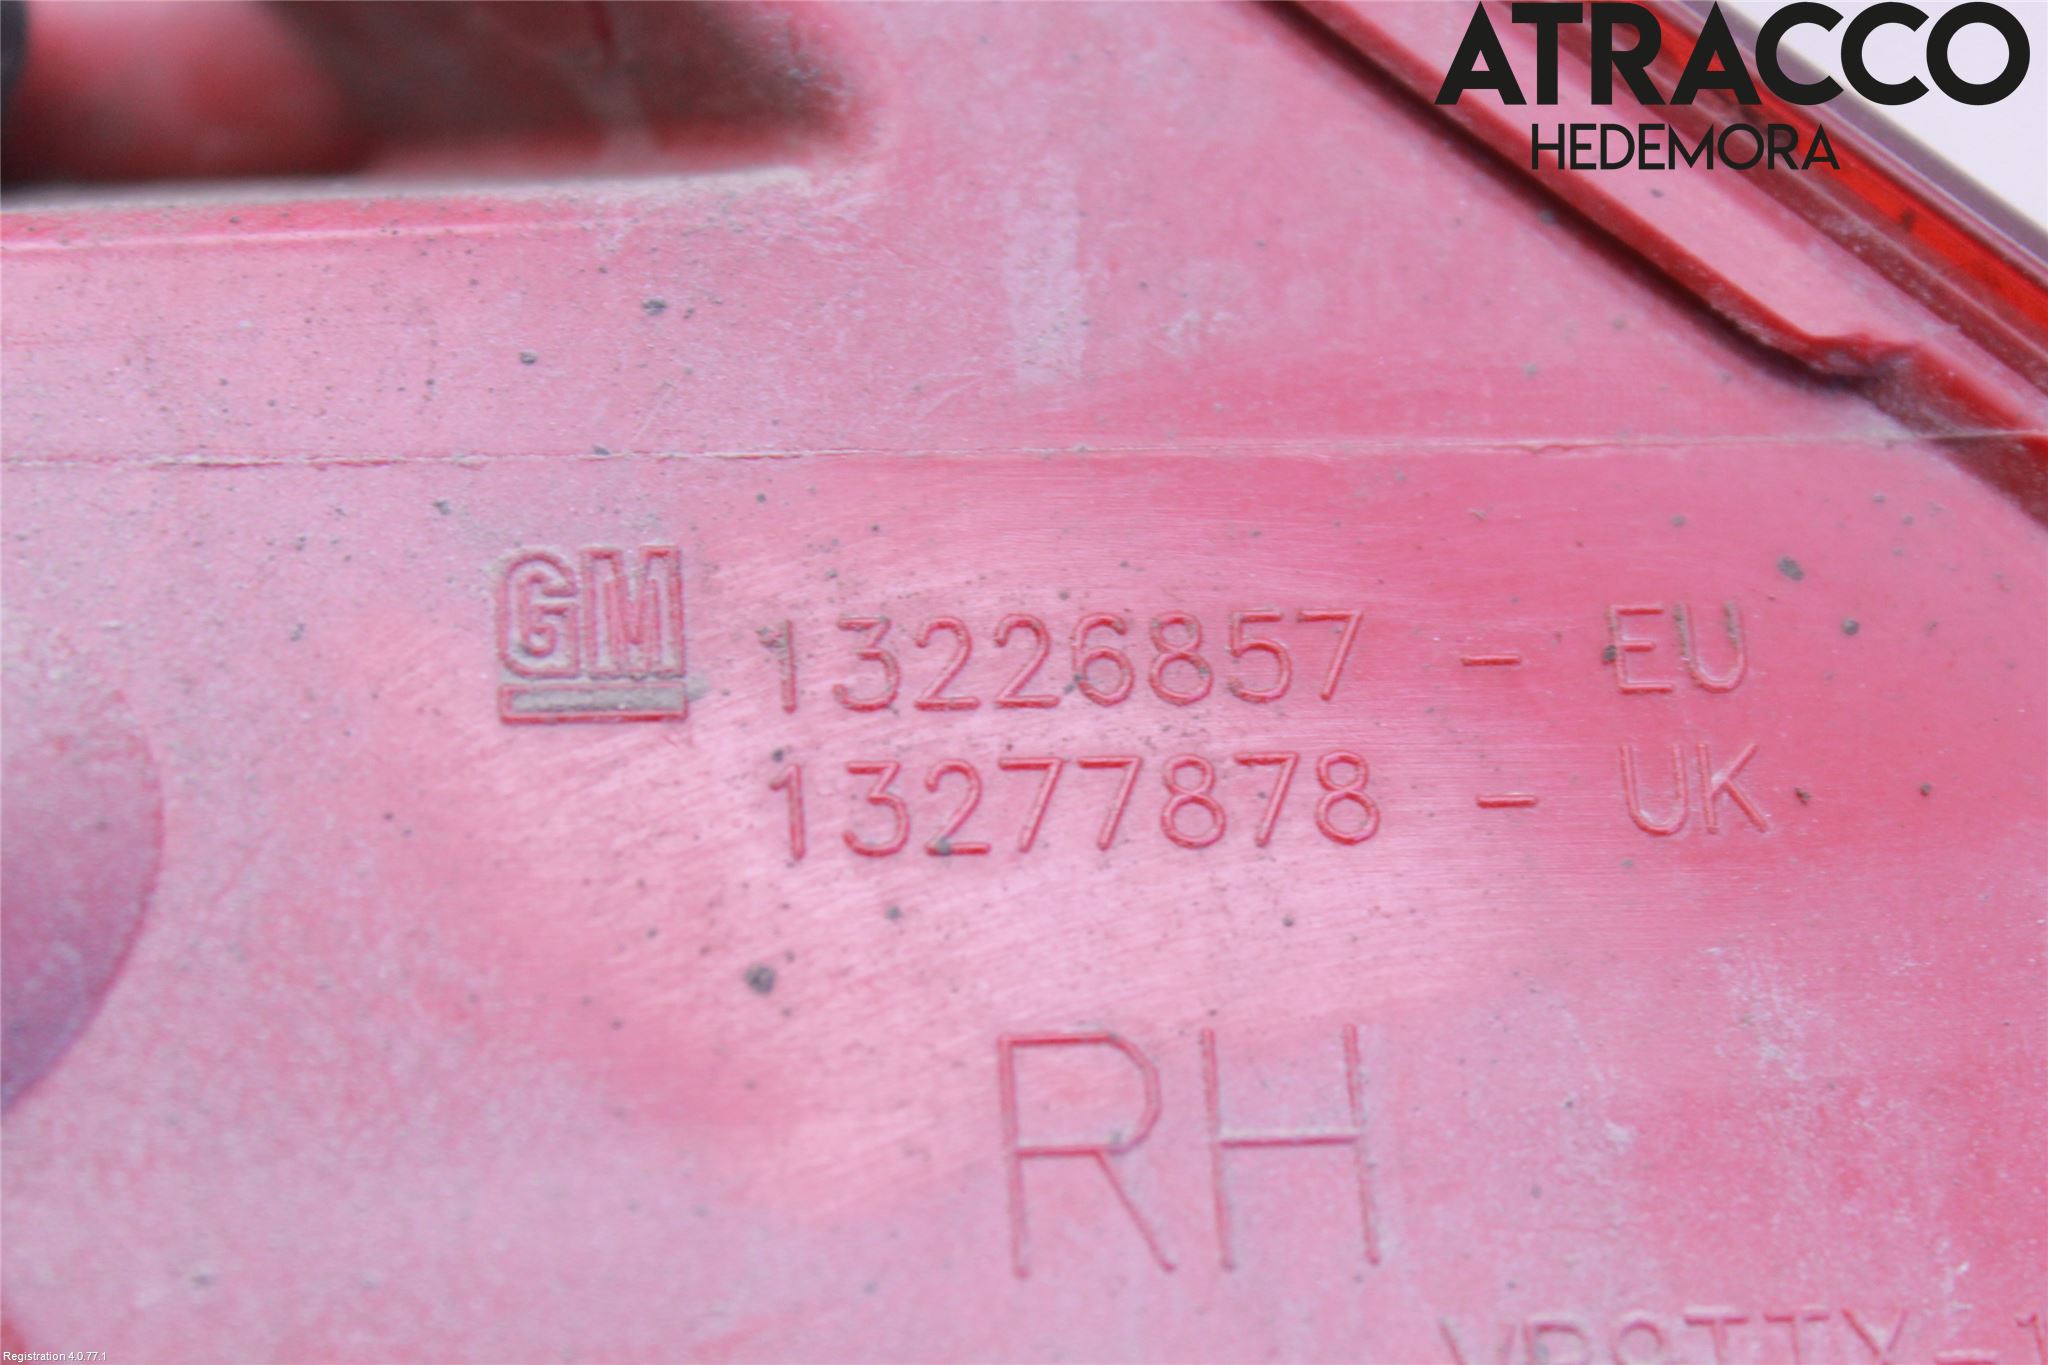 ATRACCO
HEDEMORA
GM 13226857 - EU
13277878 - UK
RH
Registration 4.0.77.1